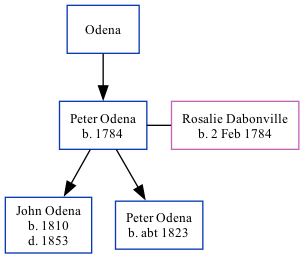 Odena
Peter Odena
b. 1784
Rosalie Dabonville
b. 2 Feb 1784
John Odena
b. 1810
d. 1853
Peter Odena
b. abt 1823